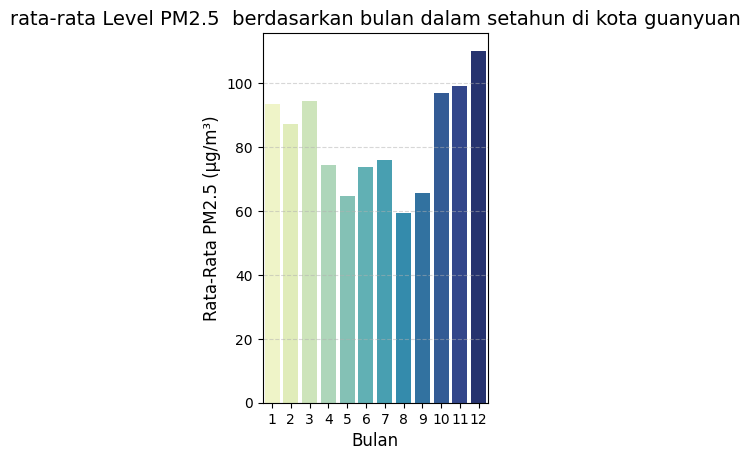 rata-rata Level PM2.5  berdasarkan bulan dalam setahun di kota guanyuan
Rata-Rata PM2.5 (µg/m³)
100
80
60
40
20
0
1 2 3 4 5 6 7 8 9 10 11 12
Bulan